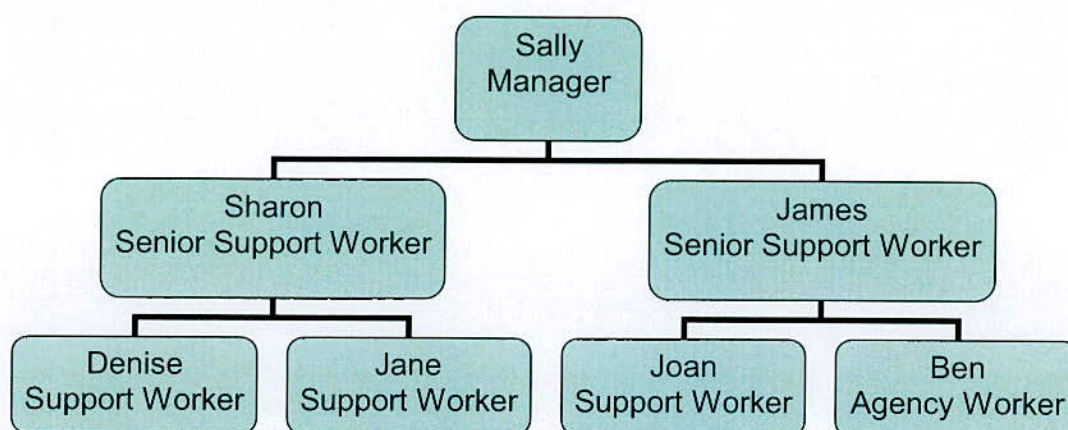 Sally
Manager
Sharon
Senior Support Worker
James
Senior Support Worker
Denise
Support Worker
Jane
Support Worker
Joan
Support Worker
Ben
Agency Worker